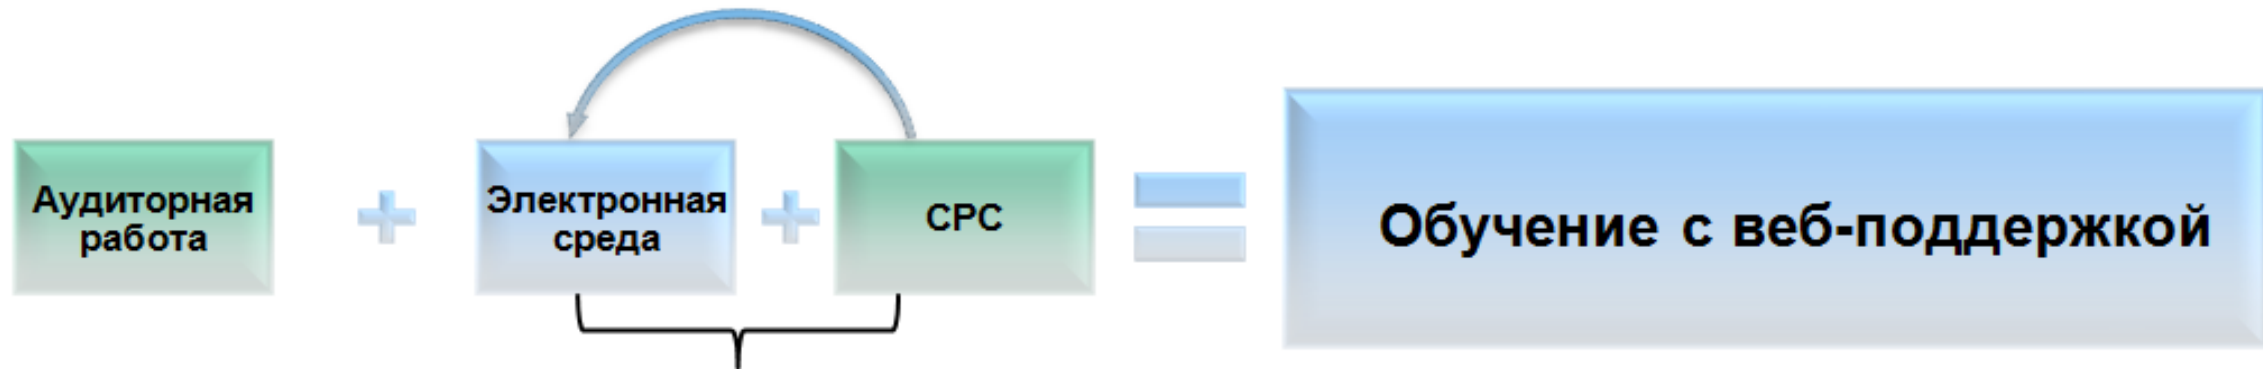 Аудиторная
работа
Электронная
среда
СРС
Обучение с веб-поддержкой